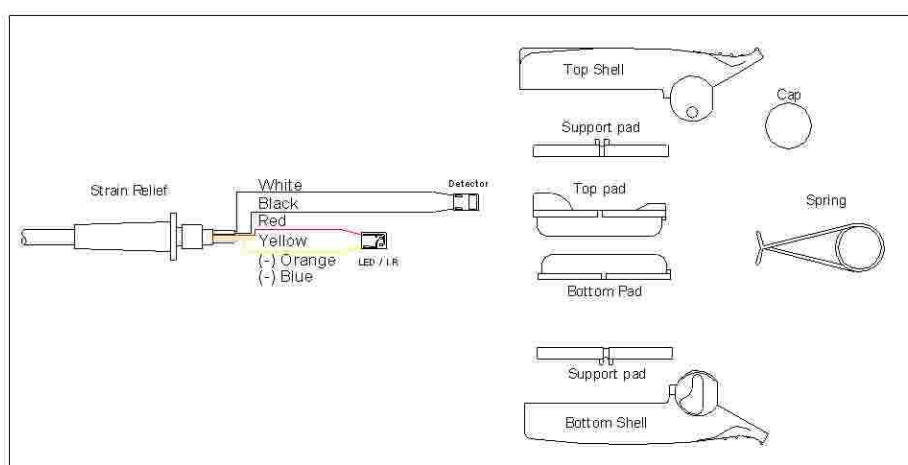 Strain Relief
White
Black
Red
Yellow
(-) Orange
(-) Blue
Detector
LED / I.R
Top Shell
Cap
Support pad
Top pad
Spring
Bottom Pad
Support pad
Bottom Shell